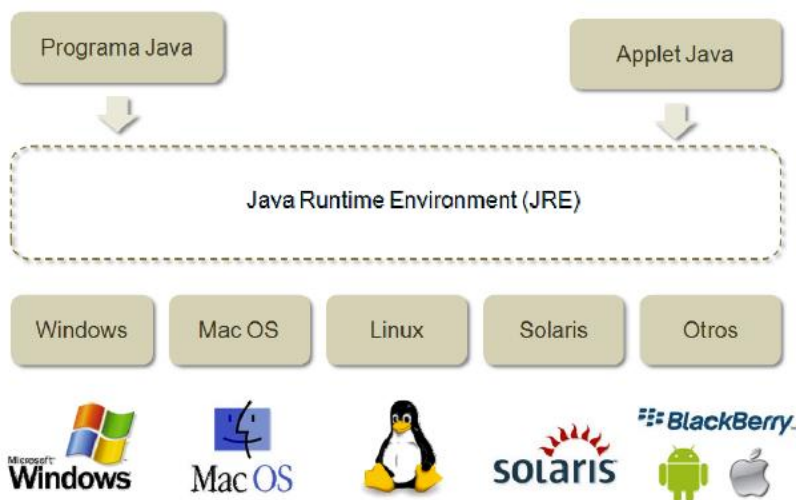 Programa Java
Applet Java
Java Runtime Environment (JRE)
Windows
Mac OS
Linux
Solaris
Otros
Microsoft
Windows
Mac OS
solaris
BlackBerry